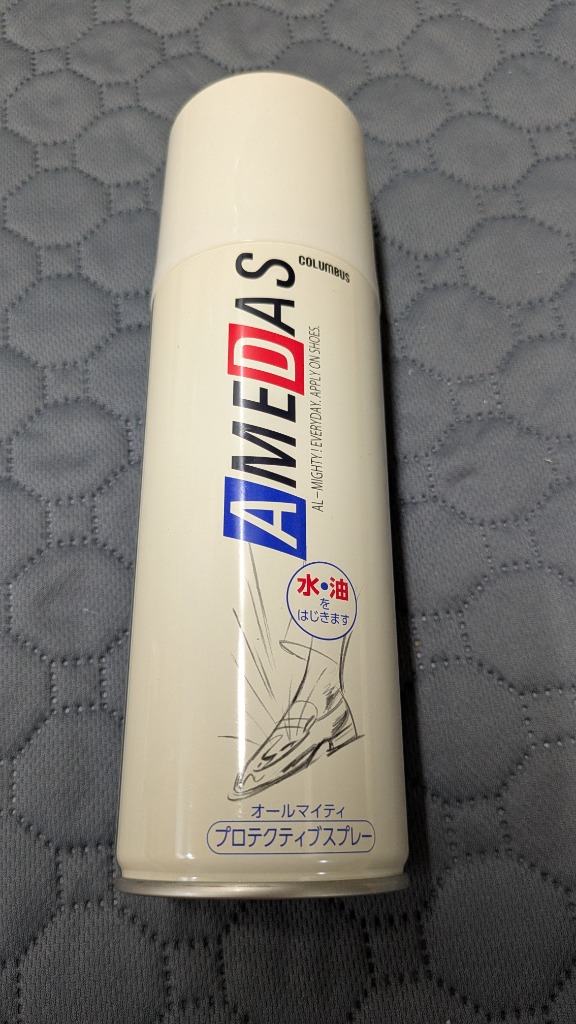 COLUMBUS
AMEDAS
AL-MIGHTY! EVERYDAY. APPLY ON SHOES.
水・油
を
はじきます
オールマイティ
プロテクティブスプレー